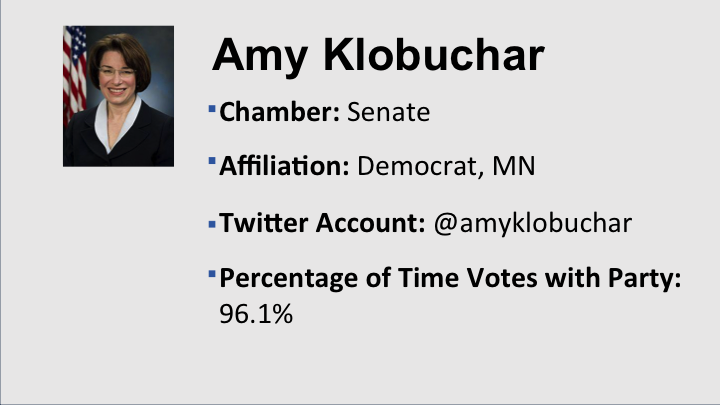 Amy Klobuchar
▪Chamber: Senate
▪Affiliation: Democrat, MN
▪Twitter Account: @amyklobuchar
▪Percentage of Time Votes with Party:
96.1%